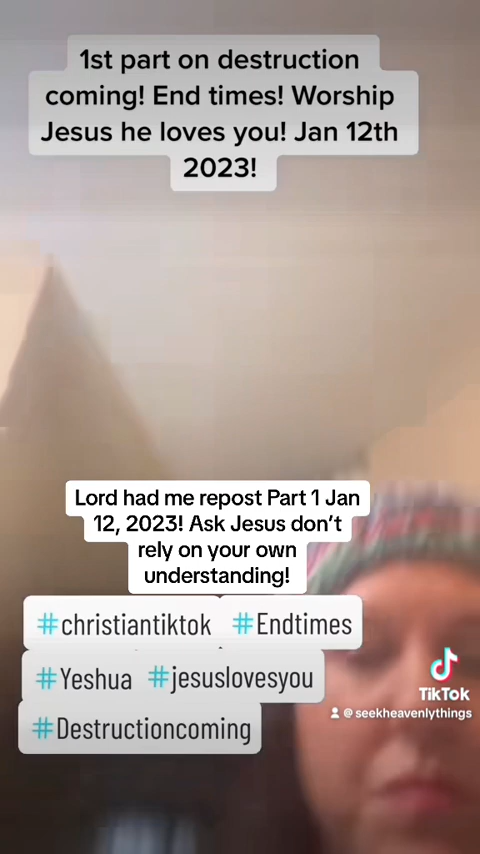 1st part on destruction
coming! End times! Worship
Jesus he loves you! Jan 12th
2023!
Lord had me repost Part 1 Jan
12, 2023! Ask Jesus don't
rely on your own
understanding!
#christiantiktok #Endtimes
#Yeshua #jesuslovesyou
#Destructioncoming
TikTok
@seekheavenlythings